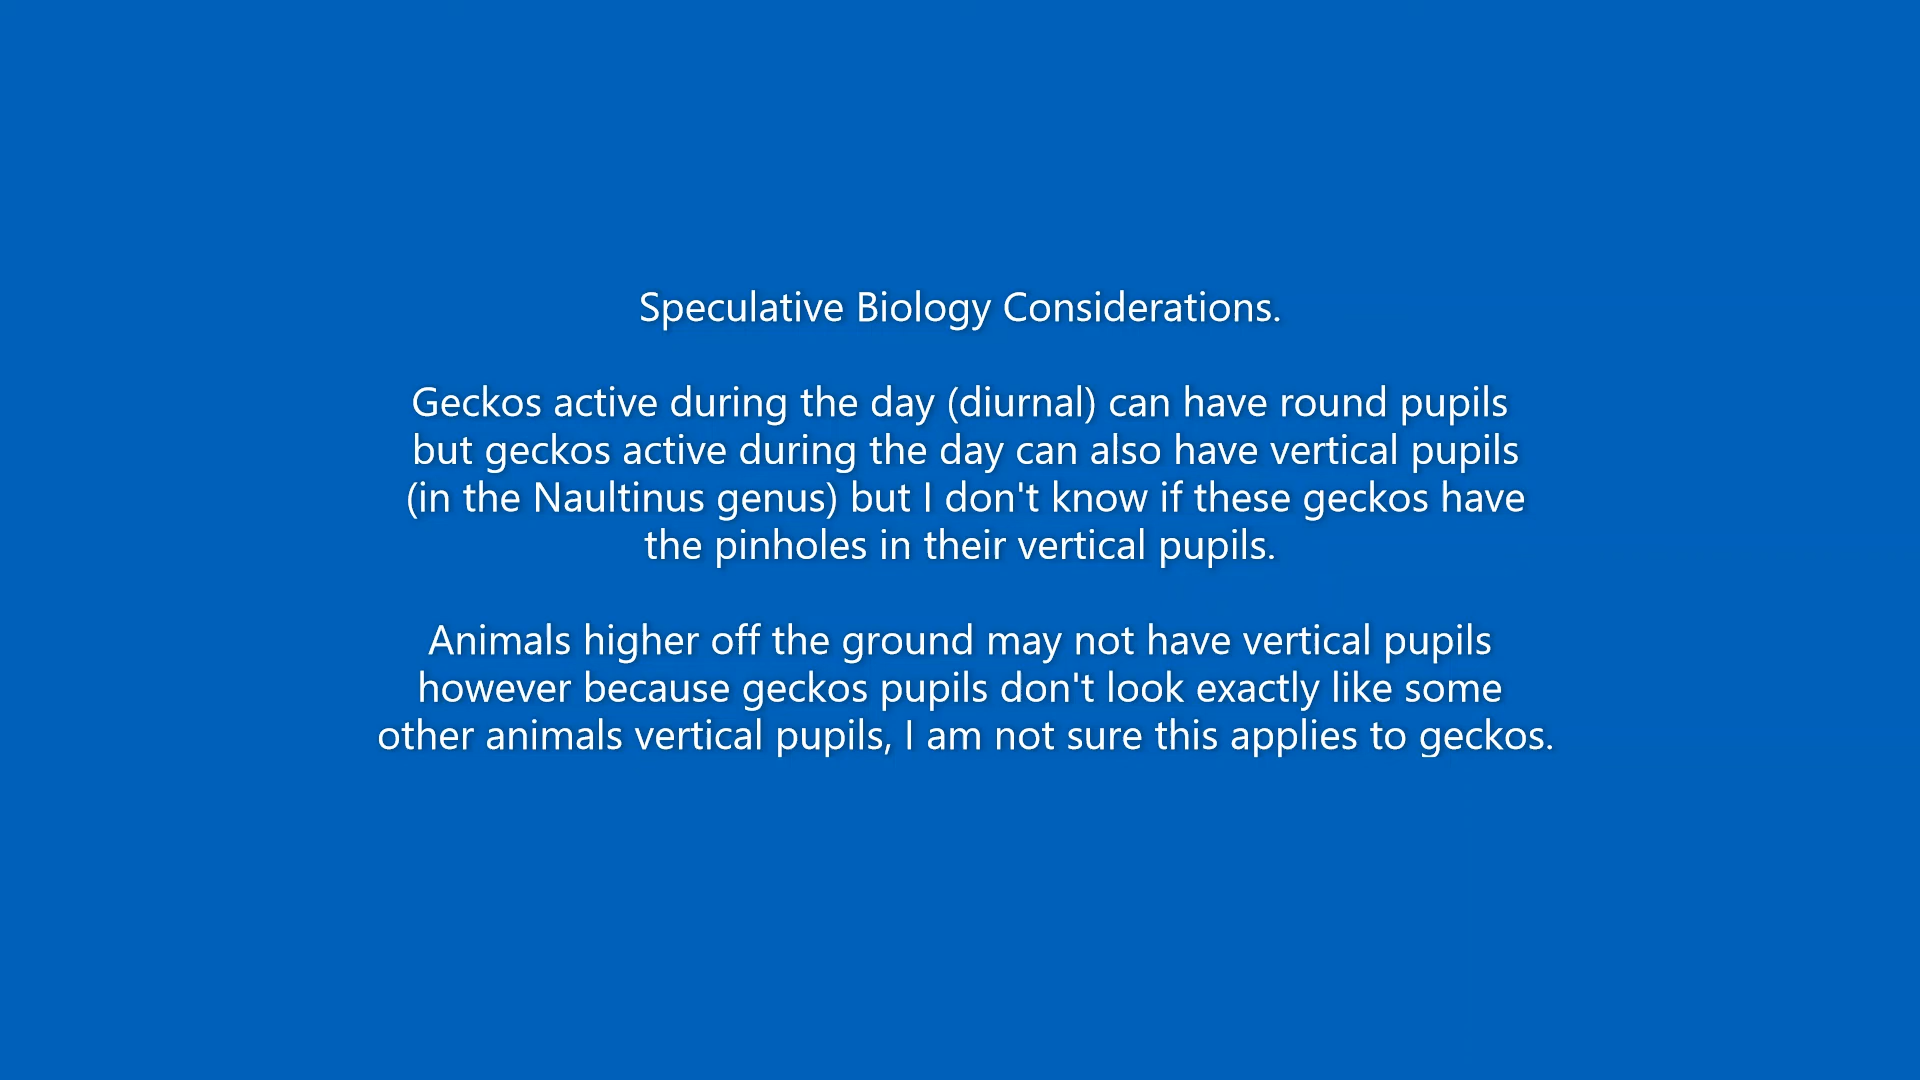 Speculative Biology Considerations.
Geckos active during the day (diurnal) can have round pupils
but geckos active during the day can also have vertical pupils
(in the Naultinus genus) but I don't know if these geckos have
the pinholes in their vertical pupils.
Animals higher off the ground may not have vertical pupils
however because geckos pupils don't look exactly like some
other animals vertical pupils, I am not sure this applies to geckos.